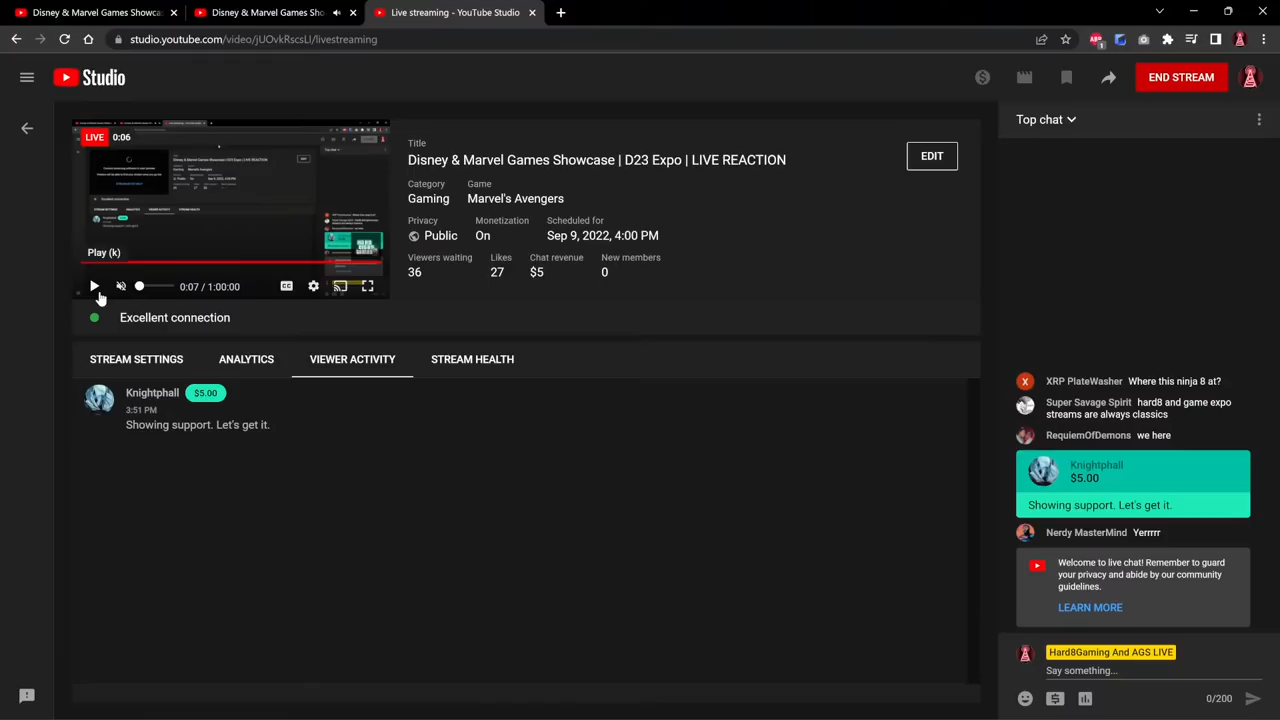 Disney & Marvel Games Showcas
Disney & Marvel Games Sho
Live streaming - YouTube Studio
studio.youtube.com/video/jUOvkRscsLI/livestreaming
Studio
END STREAM
LIVE 0:06
Play (k)
0:07 / 1:00:00
Excellent connection
Title
Disney & Marvel Games Showcase | D23 Expo | LIVE REACTION
EDIT
Category Game
Gaming Marvel's Avengers
Privacy Monetization Scheduled for
Public On Sep 9, 2022, 4:00 PM
Viewers waiting Likes Chat revenue New members
36 27 $5 0
STREAM SETTINGS ANALYTICS VIEWER ACTIVITY STREAM HEALTH
Knightphall $5.00
3:51 PM
Showing support. Let's get it.
Top chat
XRP PlateWasher Where this ninja 8 at?
Super Savage Spirit hard8 and game expo
streams are always classics
RequiemOfDemons we here
Knightphall
$5.00
Showing support. Let's get it.
Nerdy MasterMind Yerrrrr
Welcome to live chat! Remember to guard
your privacy and abide by our community
guidelines.
LEARN MORE
Hard8Gaming And AGS LIVE
Say something...
0/200